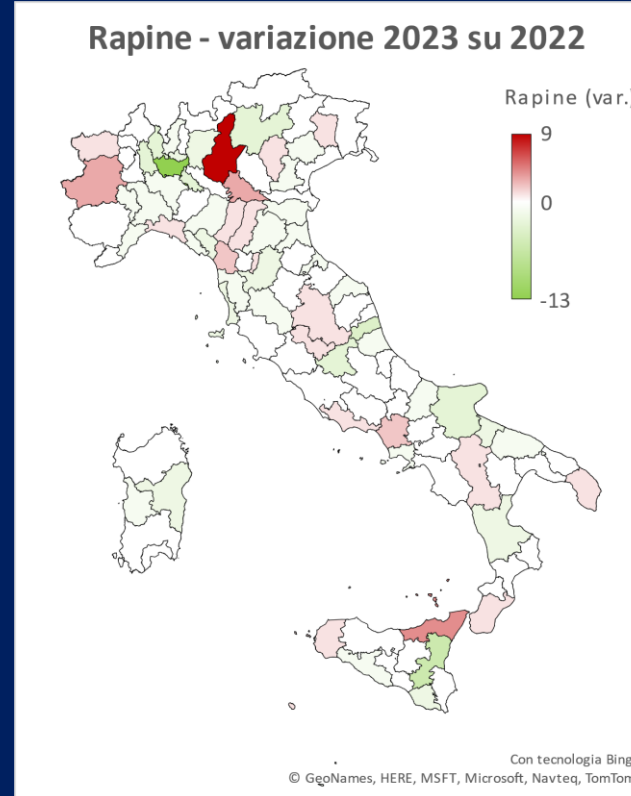 Rapine - variazione 2023 su 2022
Rapine (var.)
9
0
-13
Con tecnologia Bing
© GeoNames, HERE, MSFT, Microsoft, Navteq, TomTom